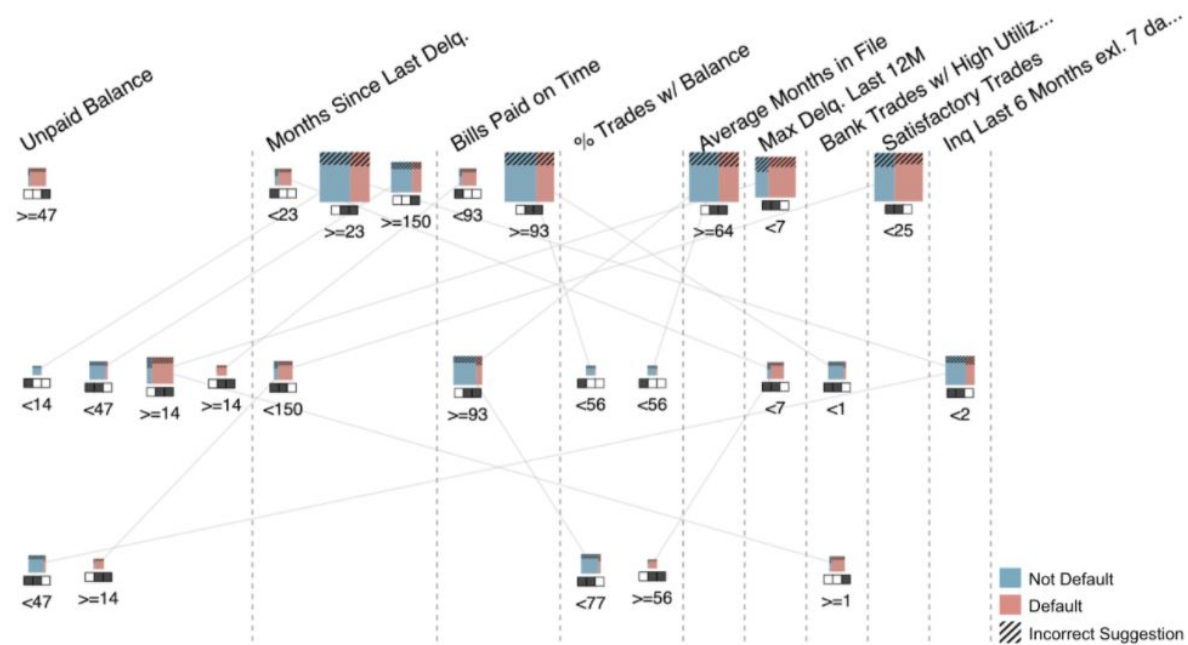 Unpaid Balance
Months Since Last Delq.
Bills Paid on Time
% Trades w/ Balance
Average Months in File
Max Delq. Last 12M
Bank Trades w/ High Utiliz...
Satisfactory Trades
Inq Last 6 Months exl. 7 da...
>=47
<23
>=23
>=150
<93
>=93
>=64
<7
<25
<14
<47
>=14
>=14
<150
>=93
<56
<56
<7
<1
<2
<47
>=14
<77
>=56
>=1
Not Default
Default
Incorrect Suggestion